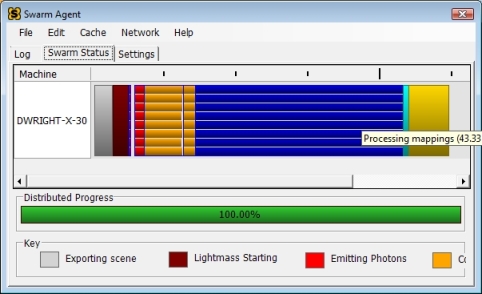 Swarm Agent
File Edit Cache Network Help
Log Swarm Status Settings
Machine
DWRIGHT-X-30
Processing mappings (43.33
Distributed Progress
100.00%
Key
Exporting scene Lightmass Starting Emitting Photons